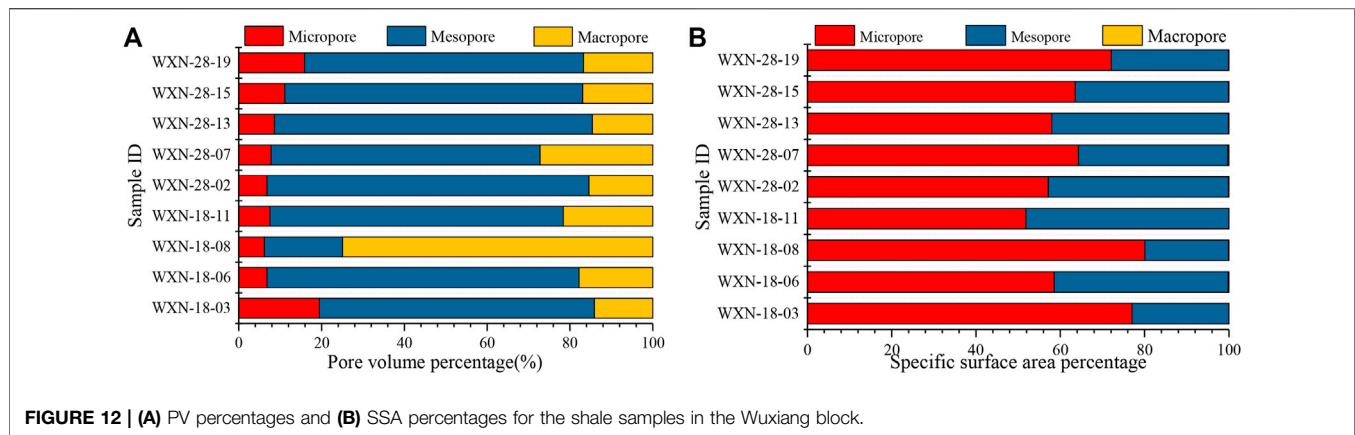 A
Micropore Mesopore Macropore
WXN-28-19
WXN-28-15
WXN-28-13
WXN-28-07
WXN-28-02
WXN-18-11
WXN-18-08
WXN-18-06
WXN-18-03
Sample ID
0 20 40 60 80 100
Pore volume percentage(%)
B
Micropore Mesopore Macropore
WXN-28-19
WXN-28-15
WXN-28-13
WXN-28-07
WXN-28-02
WXN-18-11
WXN-18-08
WXN-18-06
WXN-18-03
Sample ID
0 20 40 60 80 100
Specific surface area percentage
FIGURE 12 | (A) PV percentages and (B) SSA percentages for the shale samples in the Wuxiang block.